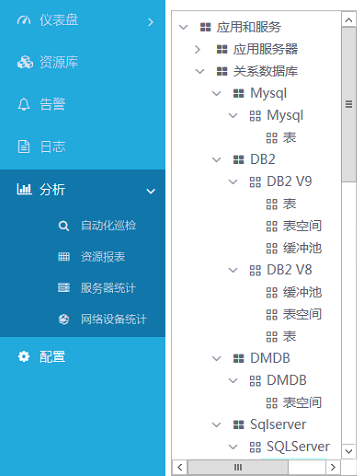 仪表盘
资源库
告警
日志
分析
自动化巡检
资源报表
服务器统计
网络设备统计
配置
应用和服务
应用服务器
关系数据库
Mysql
Mysql
表
DB2
DB2 V9
表
表空间
缓冲池
DB2 V8
缓冲池
表空间
表
DMDB
DMDB
表空间
Sqlserver
SQLServer